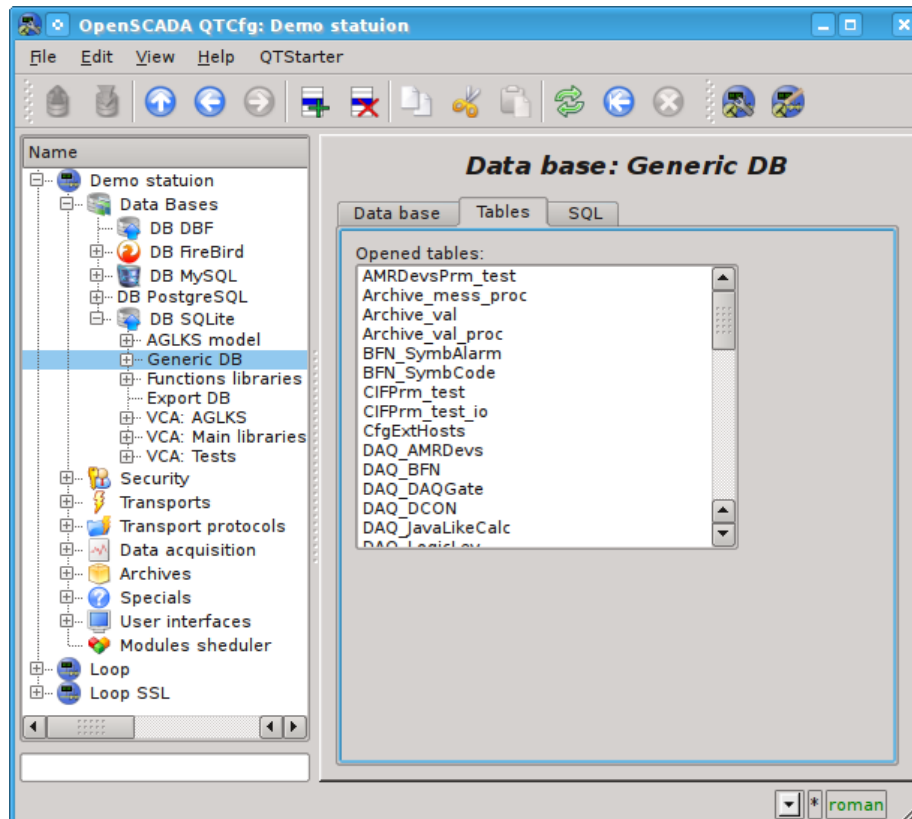 OpenSCADA QTCfg: Demo statuion
File Edit View Help QTStarter
Name
Demo statuion
Data Bases
DB DBF
DB FireBird
DB MySQL
DB PostgreSQL
DB SQLite
AGLKS model
Generic DB
Functions libraries
Export DB
VCA: AGLKS
VCA: Main libraries
VCA: Tests
Security
Transports
Transport protocols
Data acquisition
Archives
Specials
User interfaces
Modules sheduler
Loop
Loop SSL
Data base: Generic DB
Data base Tables SQL
Opened tables:
AMRDevsPrm_test
Archive_mess_proc
Archive_val
Archive_val_proc
BFN_SymbAlarm
BFN_SymbCode
CIFPrm_test
CIFPrm_test_io
CfgExtHosts
DAQ_AMRDevs
DAQ_BFN
DAQ_DAQGate
DAQ_DCON
DAQ_JavaLikeCalc
DAQ_LogicLev
* roman